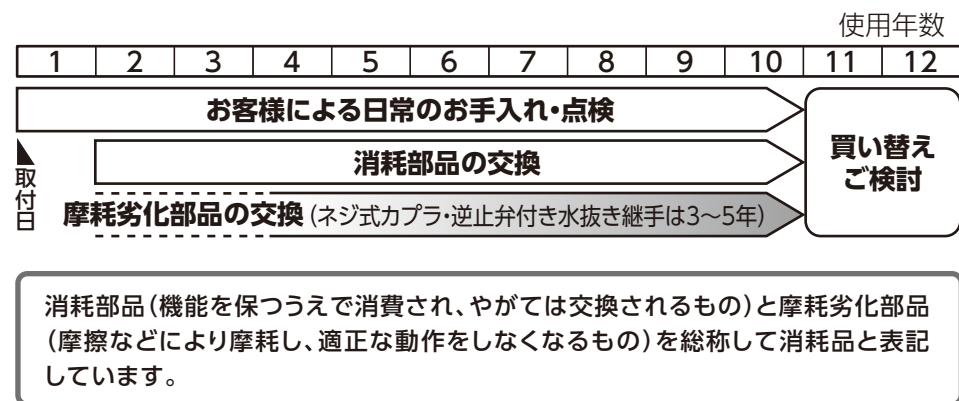 使用年数
1 2 3 4 5 6 7 8 9 10 11 12
お客様による日常のお手入れ・点検
取付日
消耗部品の交換
摩耗劣化部品の交換(ネジ式カプラ・逆止弁付き水抜き継手は3~5年)
買い替え
ご検討
消耗部品(機能を保つうえで消費され、やがては交換されるもの)と摩耗劣化部品
(摩擦などにより摩耗し、適正な動作をしなくなるもの)を総称して消耗品と表記
しています。